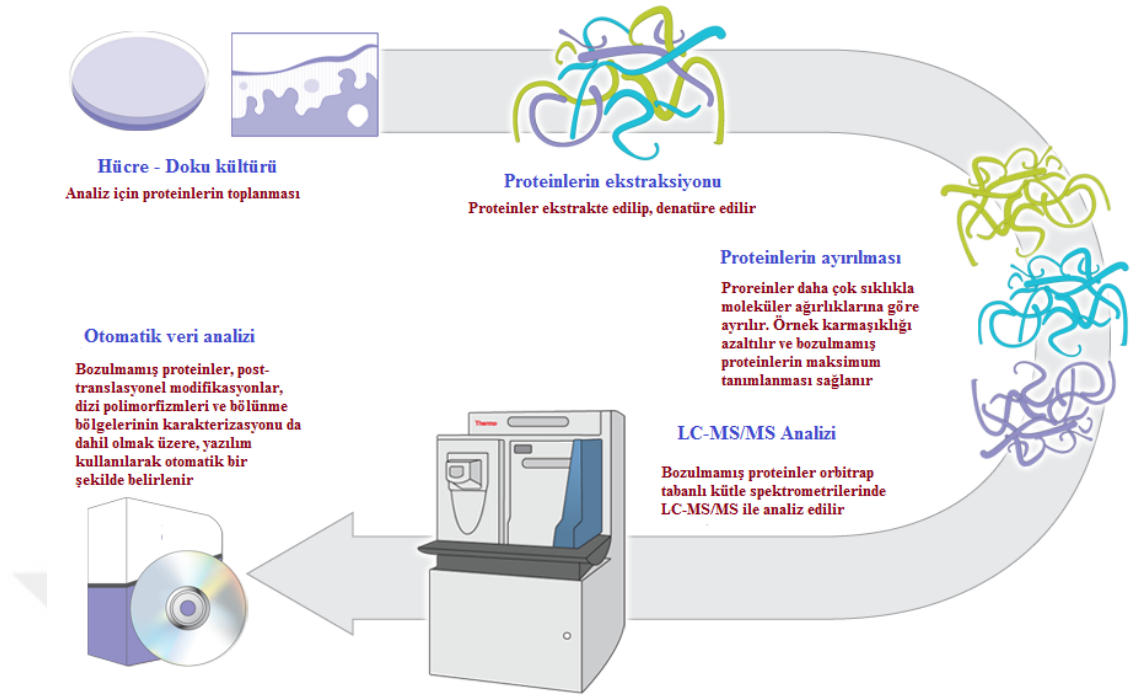 Hücre - Doku kültürü
Analiz için proteinlerin toplanması
Proteinlerin ekstraksiyonu
Proteinler ekstrakte edilip, denatüre edilir
Proteinlerin ayırılması
Proreinler daha çok sıklıkla
moleküler ağırlıklarına göre
ayrılır. Örnek karmaşıklığı
azaltılır ve bozulmamış
proteinlerin maksimum
tanımlanması sağlanır
LC-MS/MS Analizi
Bozulmamış proteinler orbitrap
tabanlı kütle spektrometrilerinde
LC-MS/MS ile analiz edilir
Thermo
Otomatik veri analizi
Bozulmamış proteinler, post-
translasyonel modifikasyonlar,
dizi polimorfizmleri ve bölünme
bölgelerinin karakterizasyonu da
dahil olmak üzere, yazılım
kullanılarak otomatik bir
şekilde belirlenir